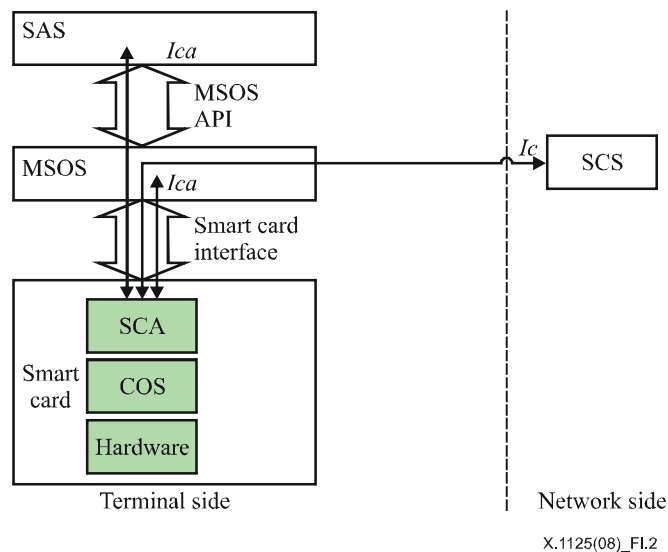 SAS
Ica
MSOS
API
MSOS
Ica
Ic
SCS
Smart card
interface
SCA
Smart
card
COS
Hardware
Terminal side
Network side
X.1125(08)_FI.2